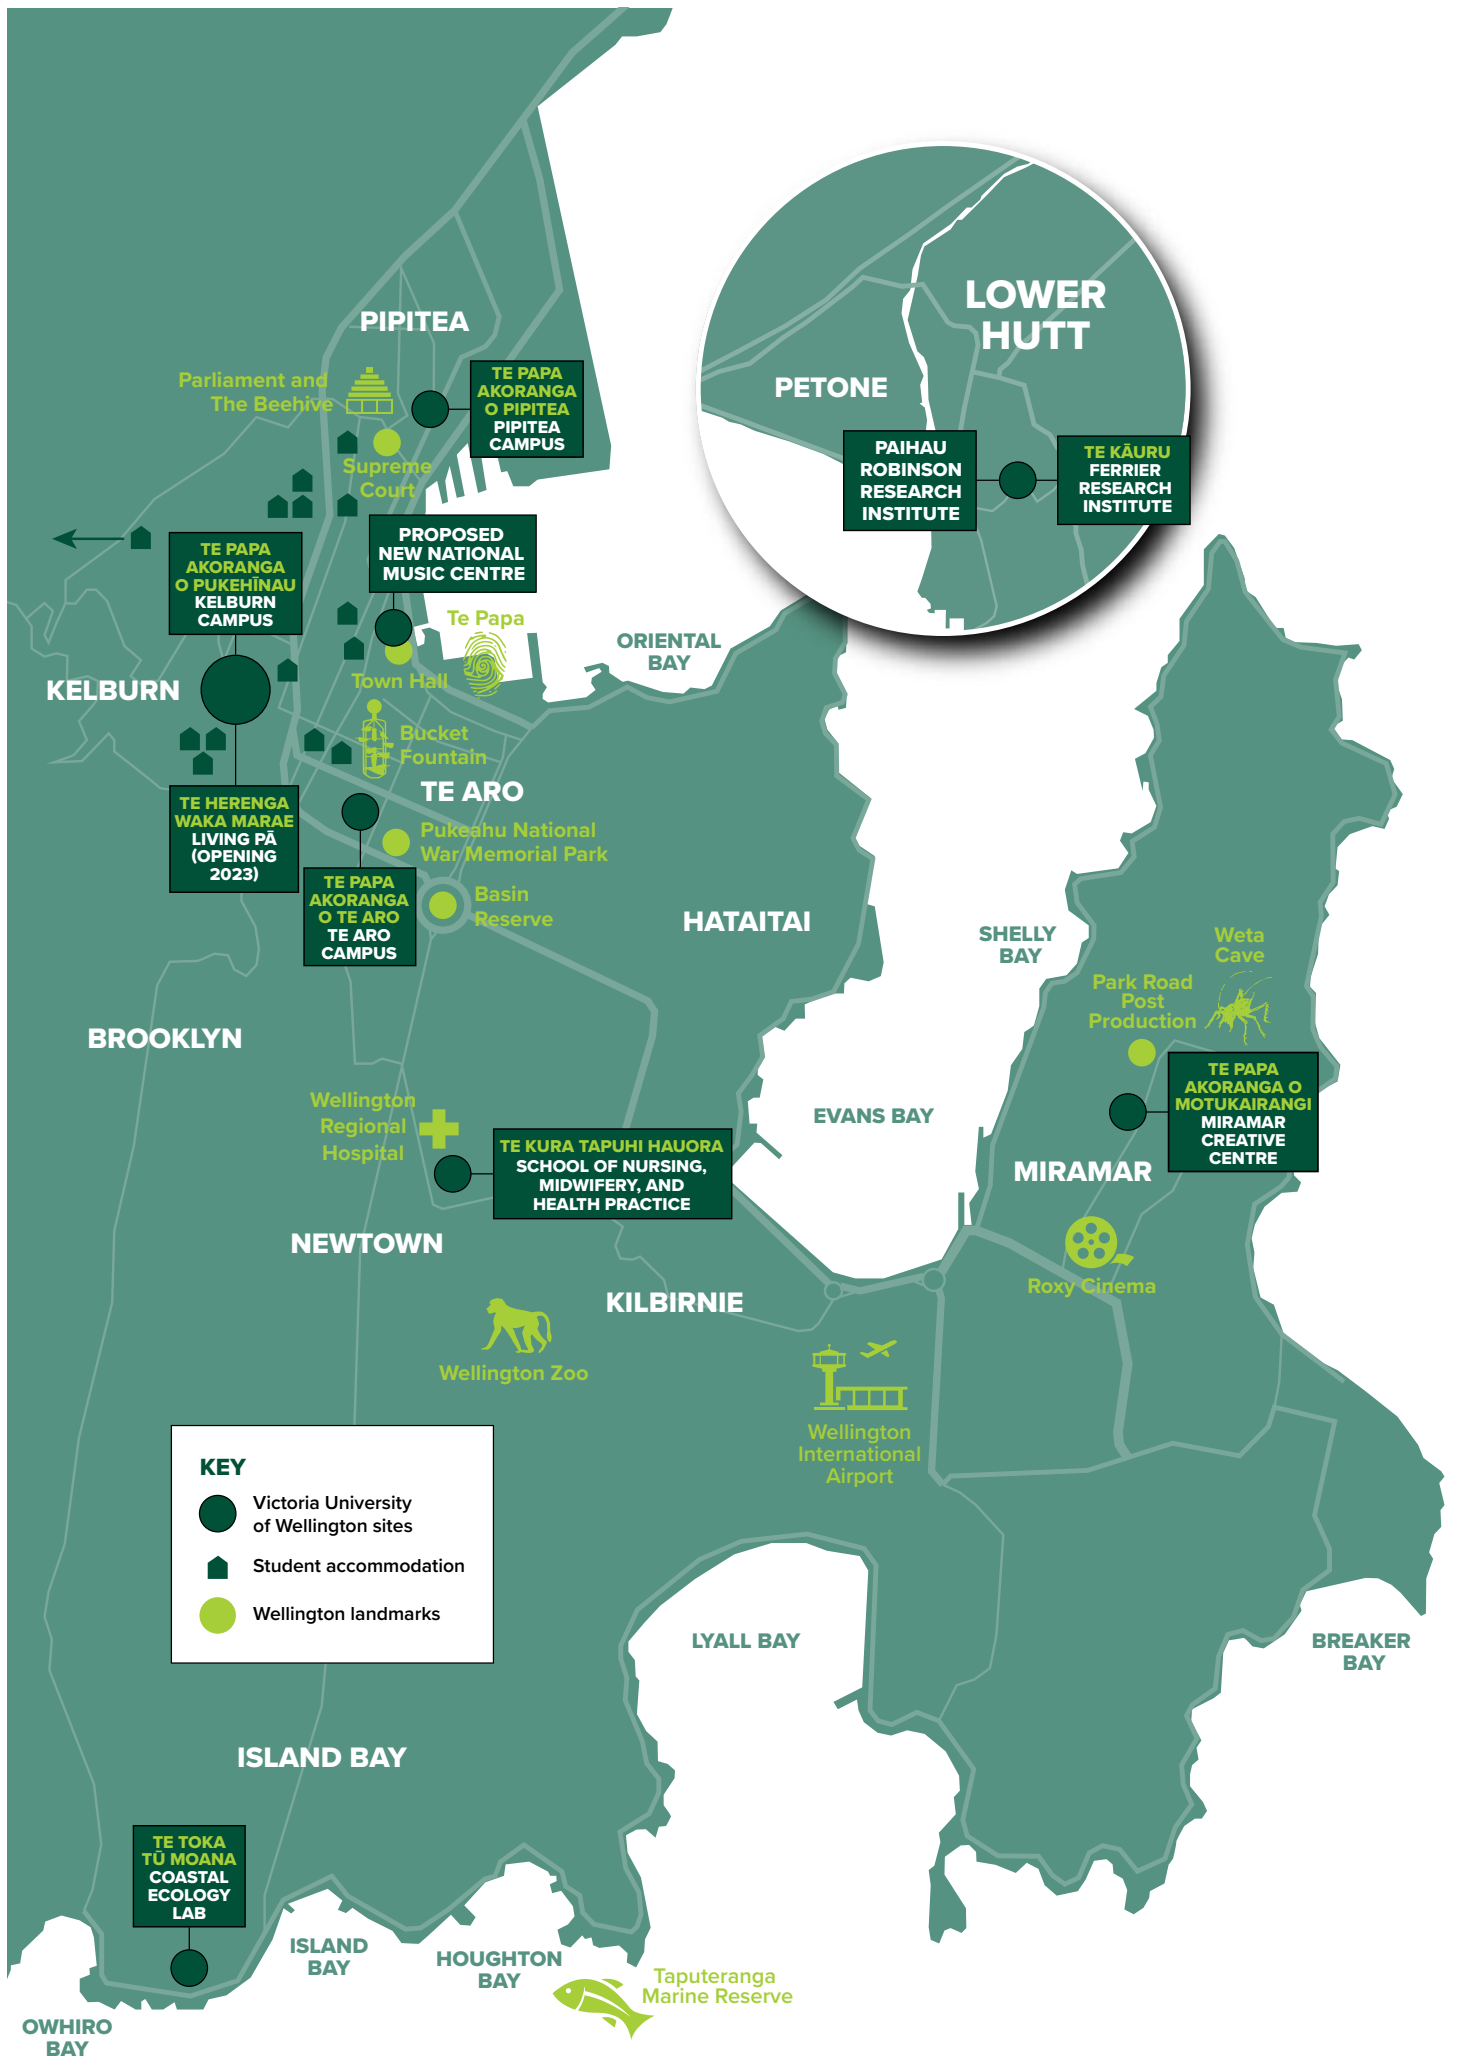 PIPITEA
Parliament and
The Beehive
TE PAPA
AKORANGA
O PIPITEA
PIPITEA
CAMPUS
Supreme
Court
LOWER
HUTT
PETONE
PAIHAU
ROBINSON
RESEARCH
INSTITUTE
TE KĀURU
FERRIER
RESEARCH
INSTITUTE
PROPOSED
NEW NATIONAL
MUSIC CENTRE
TE PAPA
AKORANGA
O PUKEHĪNAU
KELBURN
CAMPUS
Te Papa
ORIENTAL
BAY
KELBURN
Town Hall
Bucket
Fountain
TE ARO
TE HERENGA
WAKA MARAE
LIVING PĀ
(OPENING
2023)
Pukeahu National
War Memorial Park
TE PAPA
AKORANGA
O TE ARO
TE ARO
CAMPUS
Basin
Reserve
HATAITAI
SHELLY
BAY
Weta
Cave
Park Road
Post
Production
BROOKLYN
TE PAPA
AKORANGA O
MOTUKAIRANGI
MIRAMAR
CREATIVE
CENTRE
Wellington
Regional
Hospital
EVANS BAY
TE KURA TAPUHI HAUORA
SCHOOL OF NURSING,
MIDWIFERY, AND
HEALTH PRACTICE
MIRAMAR
NEWTOWN
Roxy Cinema
KILBIRNIE
Wellington Zoo
Wellington
International
Airport
KEY
Victoria University
of Wellington sites
Student accommodation
Wellington landmarks
LYALL BAY
BREAKER
BAY
ISLAND BAY
TE TOKA
TŪ MOANA
COASTAL
ECOLOGY
LAB
ISLAND
BAY
HOUGHTON
BAY
Taputeranga
Marine Reserve
OWHIRO
BAY